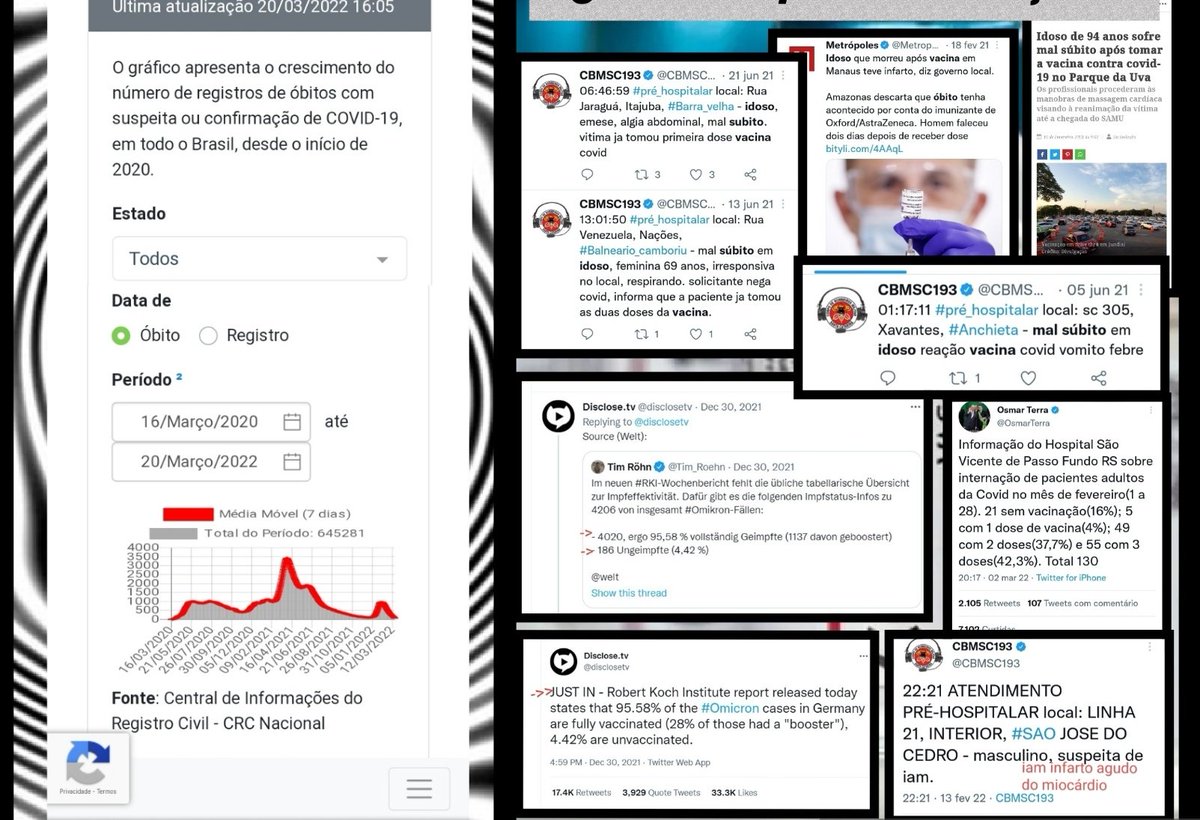 Última atualização 20/03/2022 16:05
O gráfico apresenta o crescimento do
número de registros de óbitos com
suspeita ou confirmação de COVID-19,
em todo o Brasil, desde o início de
2020.
Estado
Todos
Data de
Óbito
Registro
Período ²
16/Março/2020
até
20/Março/2022
Média Móvel (7 dias)
Total do Período: 645281
4000
3500
3000
2500
2000
1500
1000
500
0
16/03/2020
21/05/2020
26/07/2020
30/09/2020
05/12/2020
09/02/2021
16/04/2021
21/06/2021
26/08/2021
31/10/2021
05/01/2022
12/03/2022
Fonte: Central de Informações do
Registro Civil - CRC Nacional
Privacidade - Termos
CBMSC193 @CBMSC... · 21 jun 21
06:46:59 #pré_hospitalar local: Rua
Jaraguá, Itajuba, #Barra_velha - idoso,
emese, algia abdominal, mal subito.
vitima ja tomou primeira dose vacina
covid
3
3
CBMSC193 @CBMSC... · 13 jun 21
13:01:50 #pré_hospitalar local: Rua
Venezuela, Nações,
#Balneario_camboriu - mal súbito em
idoso, feminina 69 anos, irresponsiva
no local, respirando. solicitante nega
covid, informa que a paciente ja tomou
as duas doses da vacina.
1
1
Metrópoles @Metrop... · 18 fev 21
Idoso que morreu após vacina em
Manaus teve infarto, diz governo local.
Amazonas descarta que óbito tenha
acontecido por conta do imunizante de
Oxford/AstraZeneca. Homem faleceu
dois dias depois de receber dose
bityli.com/4AAqL
Idoso de 94 anos sofre
mal súbito após tomar
a vacina contra covid-
19 no Parque da Uva
Os profissionais procederam às
manobras de massagem cardíaca
visando à reanimação da vítima
até a chegada do SAMU
CBMSC193 @CBMS... · 05 jun 21
01:17:11 #pré_hospitalar local: sc 305,
Xavantes, #Anchieta - mal súbito em
idoso reação vacina covid vomito febre
1
Disclose.tv @disclosetv · Dec 30, 2021
Replying to @disclosetv
Source (Welt):
Tim Röhn @Tim_Roehn · Dec 30, 2021
Im neuen #RKI-Wochenbericht fehlt die übliche tabellarische Übersicht
zur Impfeffektivität. Dafür gibt es die folgenden Impfstatus-Infos zu
4206 von insgesamt #Omikron-Fällen:
->- 4020, ergo 95,58 % vollständig Geimpfte (1137 davon geboostert)
->- 186 Ungeimpfte (4,42 %)
@welt
Show this thread
Osmar Terra
@OsmarTerra
Informação do Hospital São
Vicente de Passo Fundo RS sobre
internação de pacientes adultos
da Covid no mês de fevereiro(1 a
28). 21 sem vacinação(16%); 5
com 1 dose de vacina(4%); 49
com 2 doses(37,7%) e 55 com 3
doses(42,3%). Total 130
20:17 · 02 mar 22 · Twitter for iPhone
2.105 Retweets 107 Tweets com comentário
7.102 Curtidas
Disclose.tv
@disclosetv
->>JUST IN - Robert Koch Institute report released today
states that 95.58% of the #Omicron cases in Germany
are fully vaccinated (28% of those had a "booster"),
4.42% are unvaccinated.
4:59 PM · Dec 30, 2021 · Twitter Web App
17.4K Retweets 3,929 Quote Tweets 33.3K Likes
CBMSC193
@CBMSC193
22:21 ATENDIMENTO
PRÉ-HOSPITALAR local: LINHA
21, INTERIOR, #SAO JOSE DO
CEDRO - masculino, suspeita de
iam.
iam infarto agudo
do miocárdio
22:21 · 13 fev 22 · CBMSC193